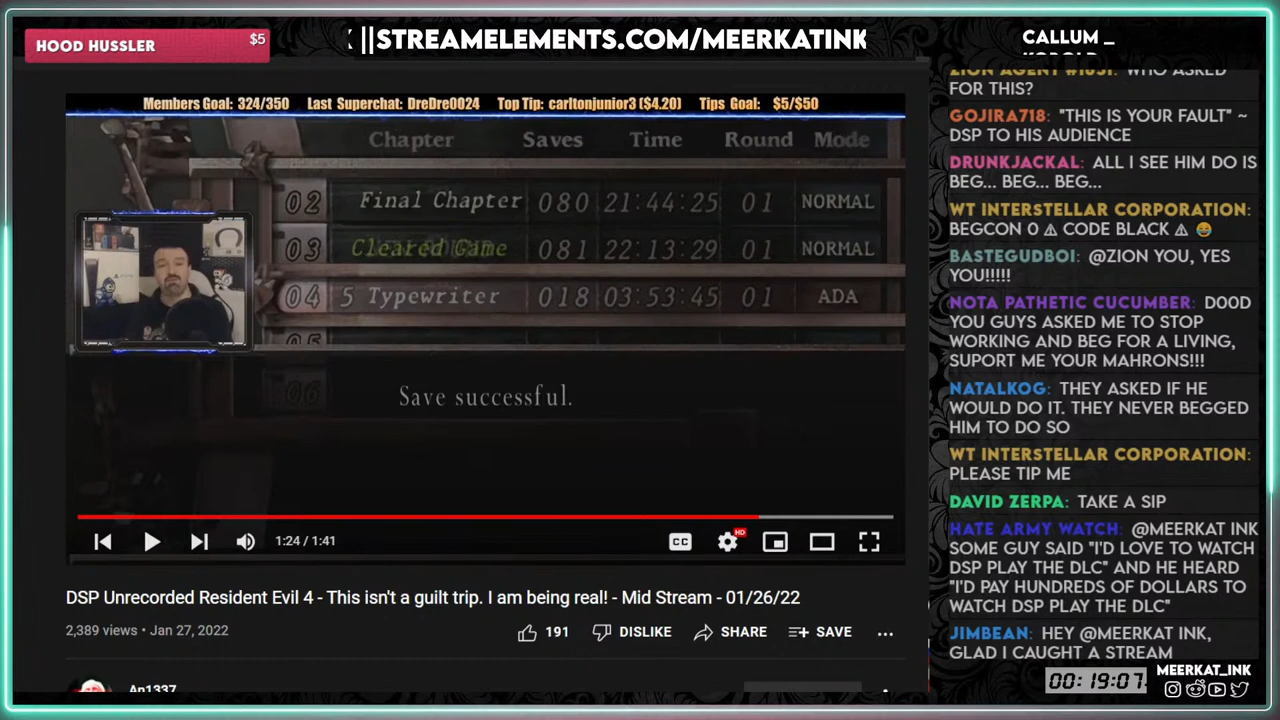 HOOD HUSSLER $5
||STREAMELEMENTS.COM/MEERKATINK
CALLUM _
Members Goal: 324/350 Last Superchat: DreDre0024 Top Tip: carltonjunior3 ($4.20) Tips Goal: $5/$50
Chapter Saves Time Round Mode
02 Final Chapter 080 21:44:25 01 NORMAL
03 Cleared Game 081 22:13:29 01 NORMAL
04 5 Typewriter 018 03:53:45 01 ADA
05
06
Save successful.
1:24 / 1:41
CC
HD
DSP Unrecorded Resident Evil 4 - This isn't a guilt trip. I am being real! - Mid Stream - 01/26/22
2,389 views • Jan 27, 2022
191 DISLIKE SHARE SAVE ...
An1337
ZION AGENT #1051: WHO ASKED
FOR THIS?
GOJIRA718: "THIS IS YOUR FAULT" ~
DSP TO HIS AUDIENCE
DRUNKJACKAL: ALL I SEE HIM DO IS
BEG... BEG... BEG...
WT INTERSTELLAR CORPORATION:
BEGCON 0 ⚠ CODE BLACK ⚠ 😂
BASTEGUDBOI: @ZION YOU, YES
YOU!!!!!
NOTA PATHETIC CUCUMBER: DOOD
YOU GUYS ASKED ME TO STOP
WORKING AND BEG FOR A LIVING,
SUPORT ME YOUR MAHRONS!!!
NATALKOG: THEY ASKED IF HE
WOULD DO IT. THEY NEVER BEGGED
HIM TO DO SO
WT INTERSTELLAR CORPORATION:
PLEASE TIP ME
DAVID ZERPA: TAKE A SIP
HATE ARMY WATCH: @MEERKAT INK
SOME GUY SAID "I'D LOVE TO WATCH
DSP PLAY THE DLC" AND HE HEARD
"I'D PAY HUNDREDS OF DOLLARS TO
WATCH DSP PLAY THE DLC"
JIMBEAN: HEY @MEERKAT INK,
GLAD I CAUGHT A STREAM
00:19:07
MEERKAT_INK